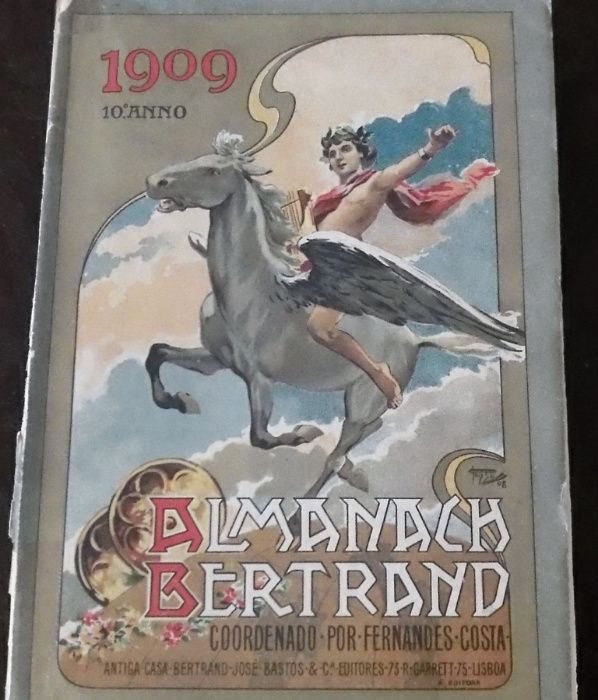 1909
10.º ANNO
ALMANACH
BERTRAND
COORDENADO·POR·FERNANDES·COSTA·
ANTIGA·CASA·BERTRAND·JOSÉ·BASTOS·&·Cª·EDITORES·73·R·GARRETT·75·LISBOA